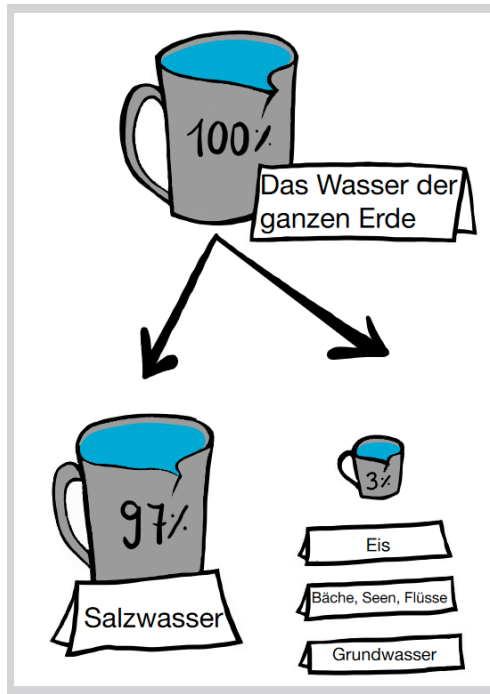 100%
Das Wasser der
ganzen Erde
97%
Salzwasser
3%
Eis
Bäche, Seen, Flüsse
Grundwasser